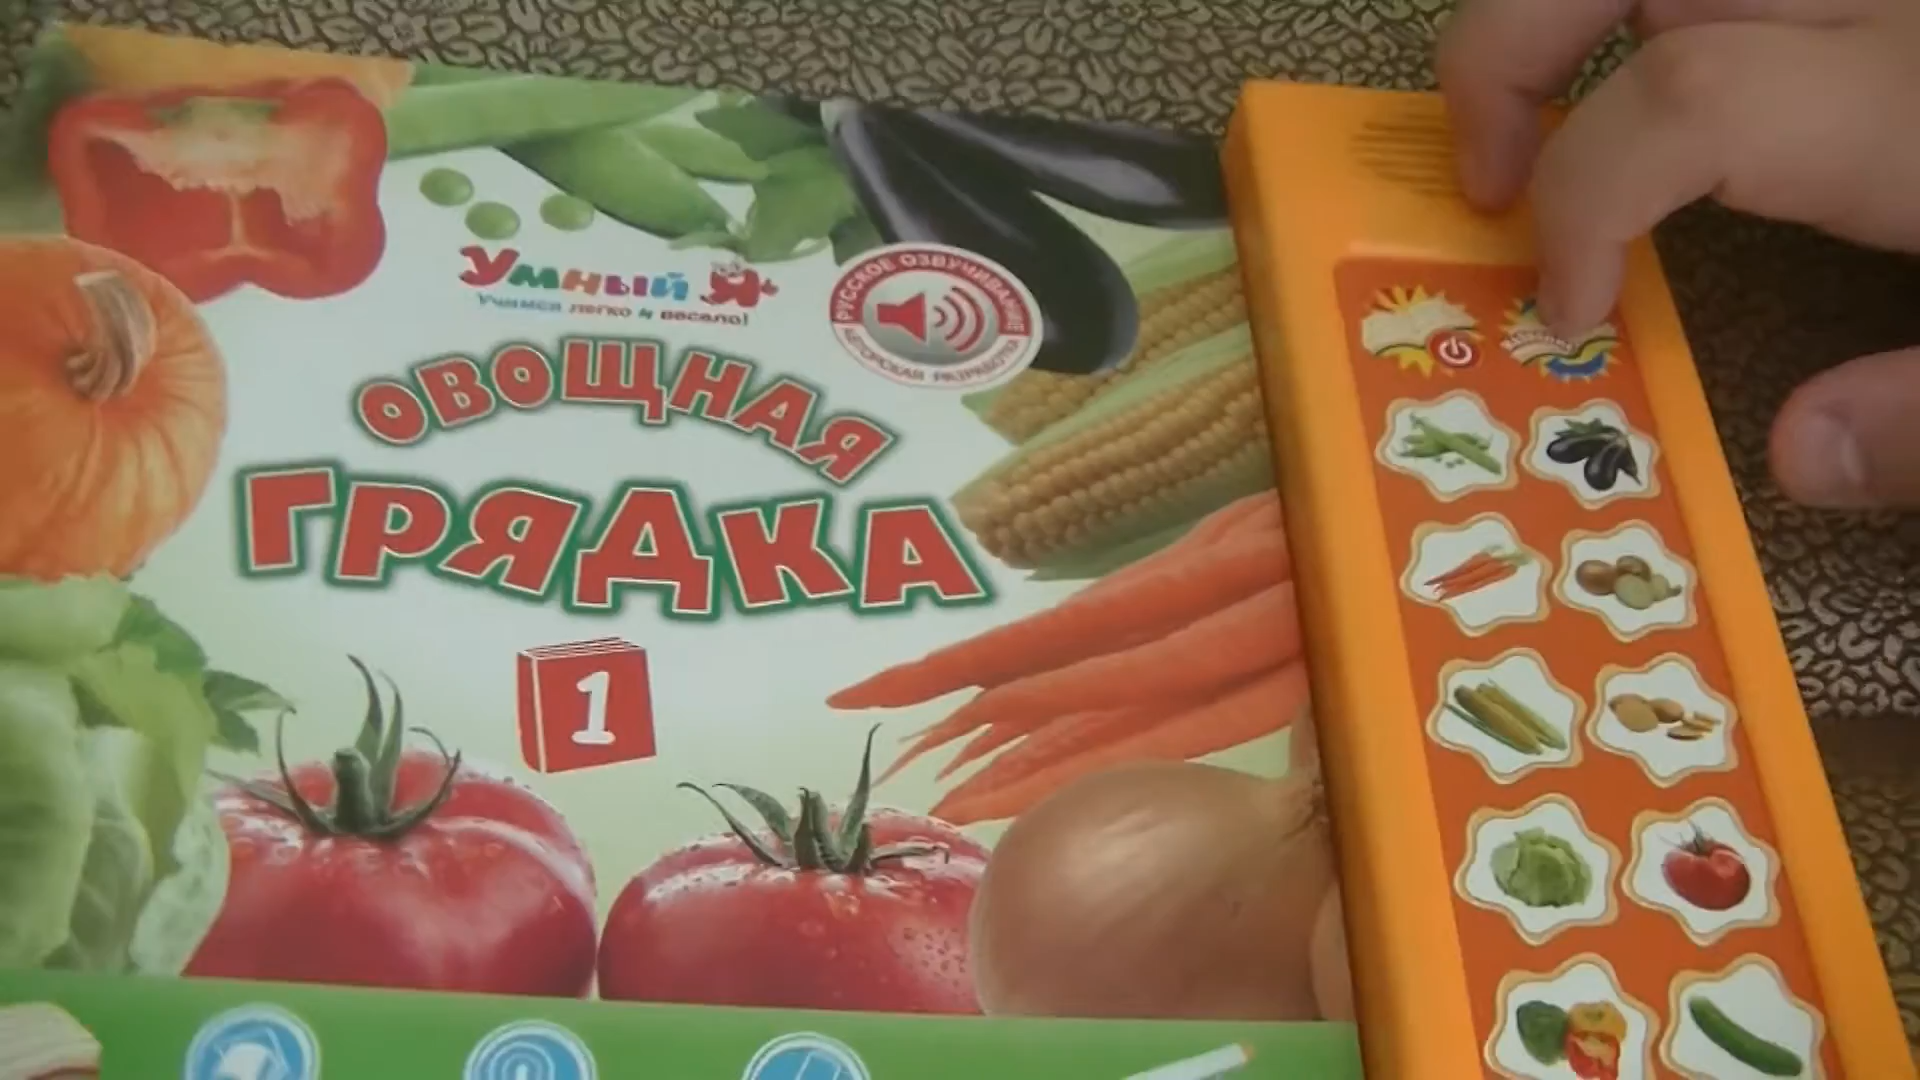 Умный Я
Учимся легко и весело!
РУССКОЕ ОЗВУЧИВАНИЕ
АВТОРСКАЯ РАЗРАБОТКА
ОВОЩНАЯ
ГРЯДКА
1